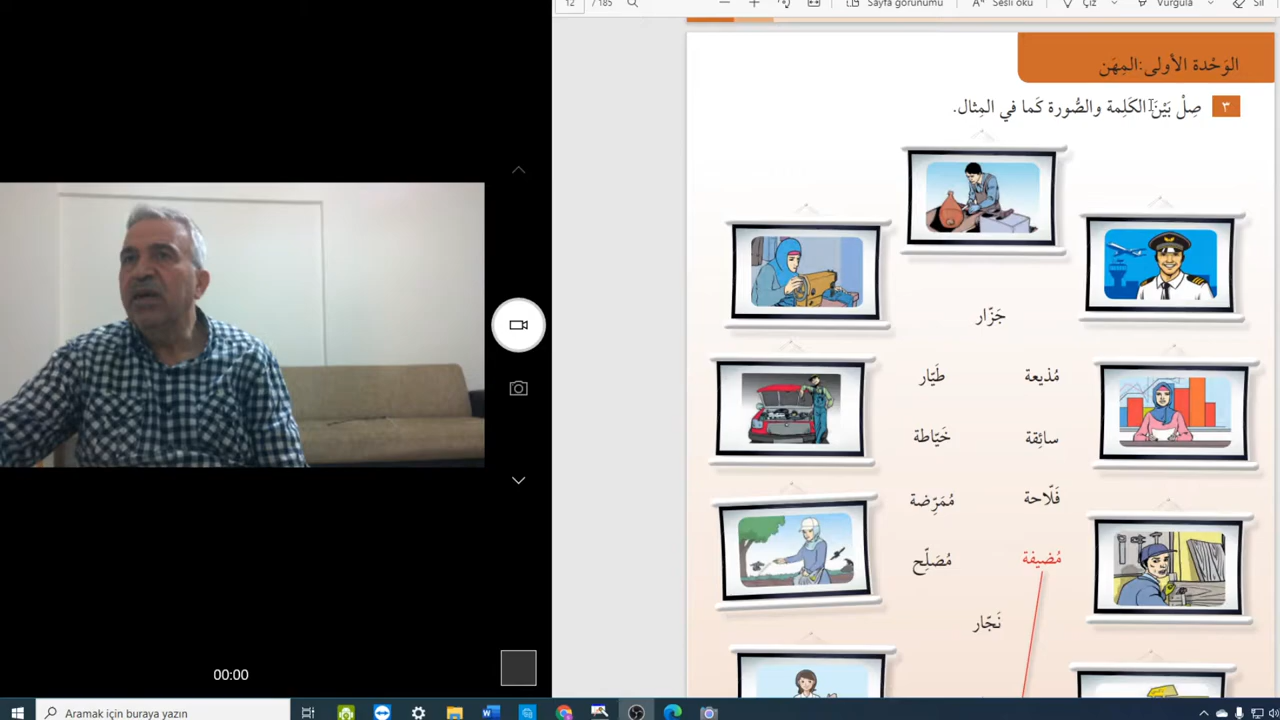 12 / 185
Sayfa görünümü
Sesli oku
Çiz
Vurgula
Sil
الوَحْدة الأولى:المِهَن
٣ صِلْ بَيْنَ الكَلِمة والصُّورة كَما في المِثال.
جَزّار
مُذيعة طَيّار
سائِقة خَيّاطة
فَلّاحة مُمَرِّضة
مُضيفة مُصَلِّح
نَجّار
00:00
Aramak için buraya yazın